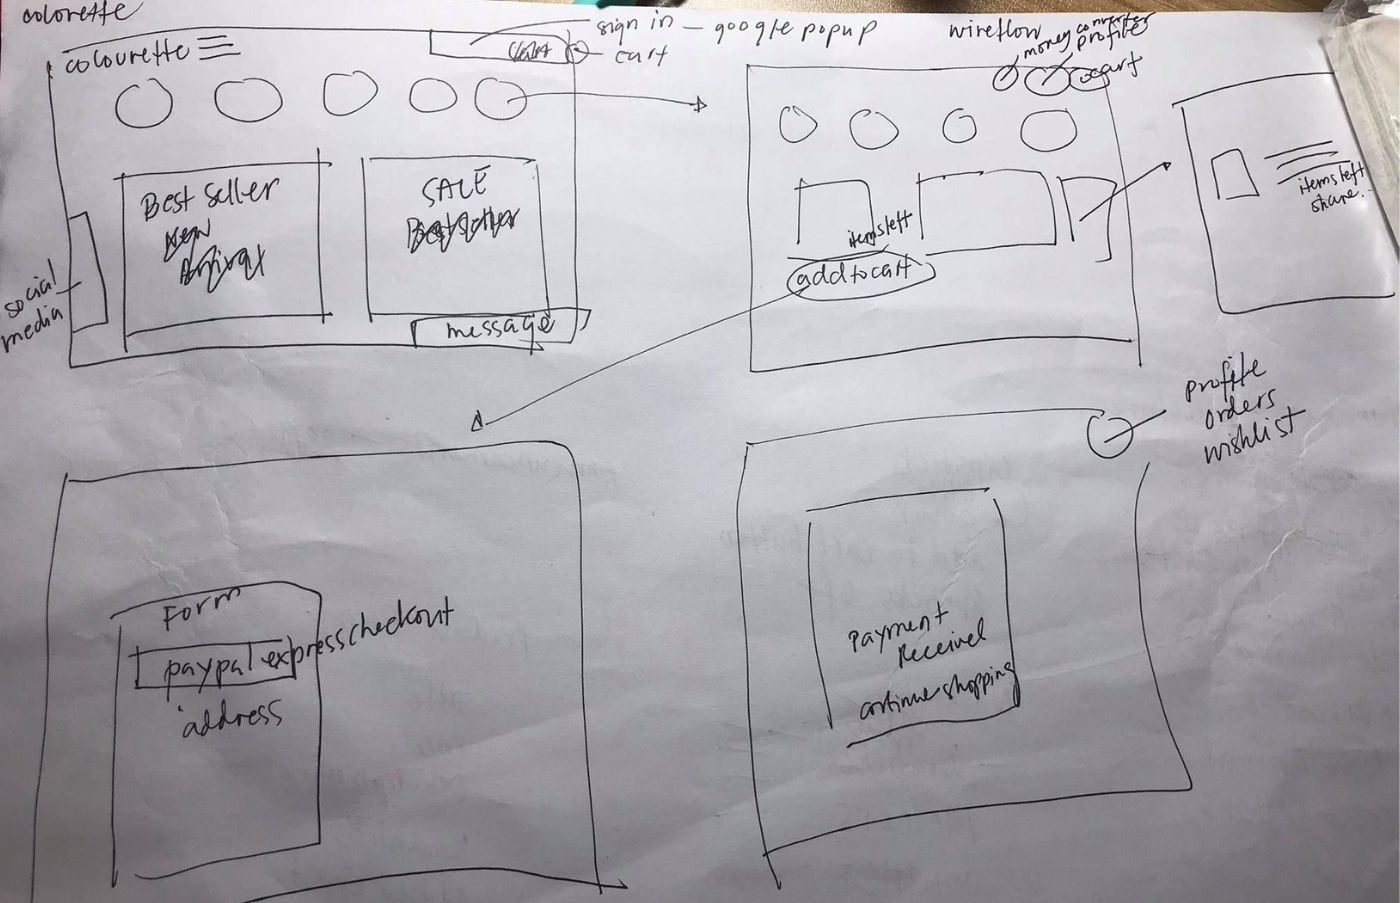 colorette
colourette
sign in - google popup
cart
Best Seller
New
Arrival
SALE
Best Seller
social
media
message
wireflow
money converter
profile
cart
items left
add to cart
items left
share.
Form
paypal express checkout
address
profile
orders
wishlist
payment
Received
continue shopping